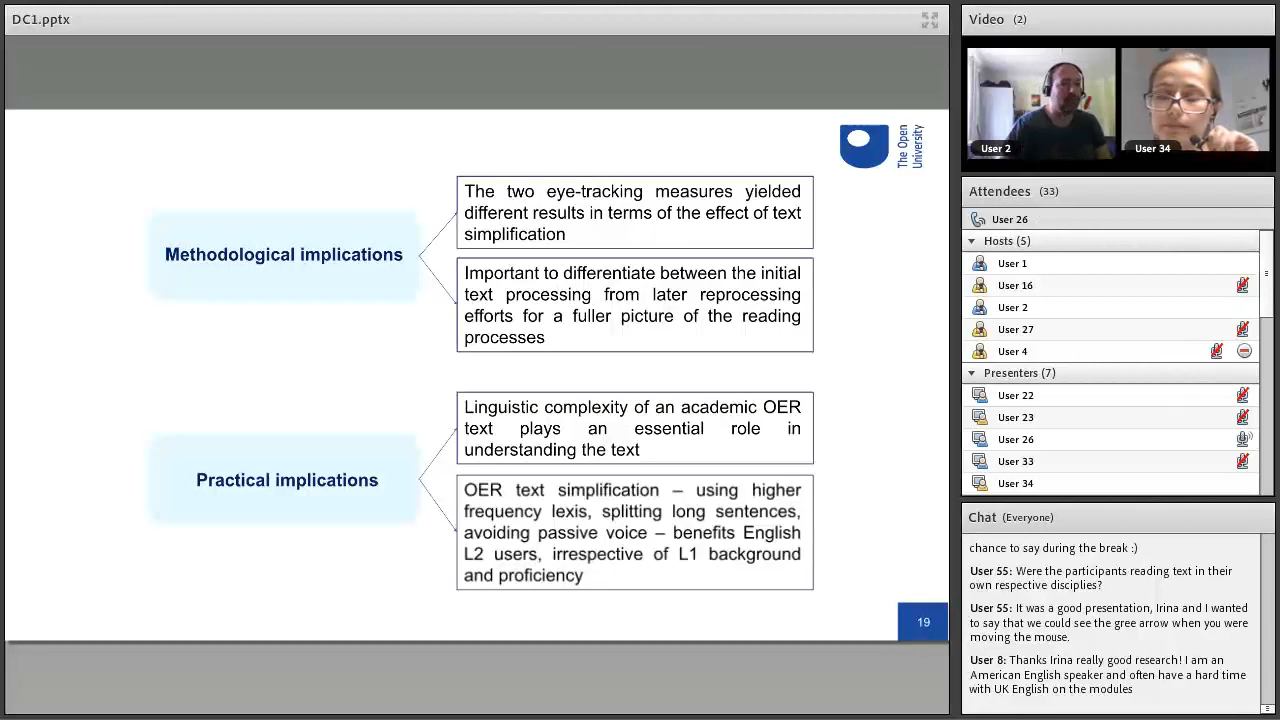 DC1.pptx
The Open
University
Methodological implications
The two eye-tracking measures yielded
different results in terms of the effect of text
simplification
Important to differentiate between the initial
text processing from later reprocessing
efforts for a fuller picture of the reading
processes
Practical implications
Linguistic complexity of an academic OER
text plays an essential role in
understanding the text
OER text simplification – using higher
frequency lexis, splitting long sentences,
avoiding passive voice – benefits English
L2 users, irrespective of L1 background
and proficiency
19
Video (2)
User 2
User 34
Attendees (33)
User 26
Hosts (5)
User 1
User 16
User 2
User 27
User 4
Presenters (7)
User 22
User 23
User 26
User 33
User 34
Chat (Everyone)
chance to say during the break :)
User 55: Were the participants reading text in their
own respective disciplies?
User 55: It was a good presentation, Irina and I wanted
to say that we could see the gree arrow when you were
moving the mouse.
User 8: Thanks Irina really good research! I am an
American English speaker and often have a hard time
with UK English on the modules